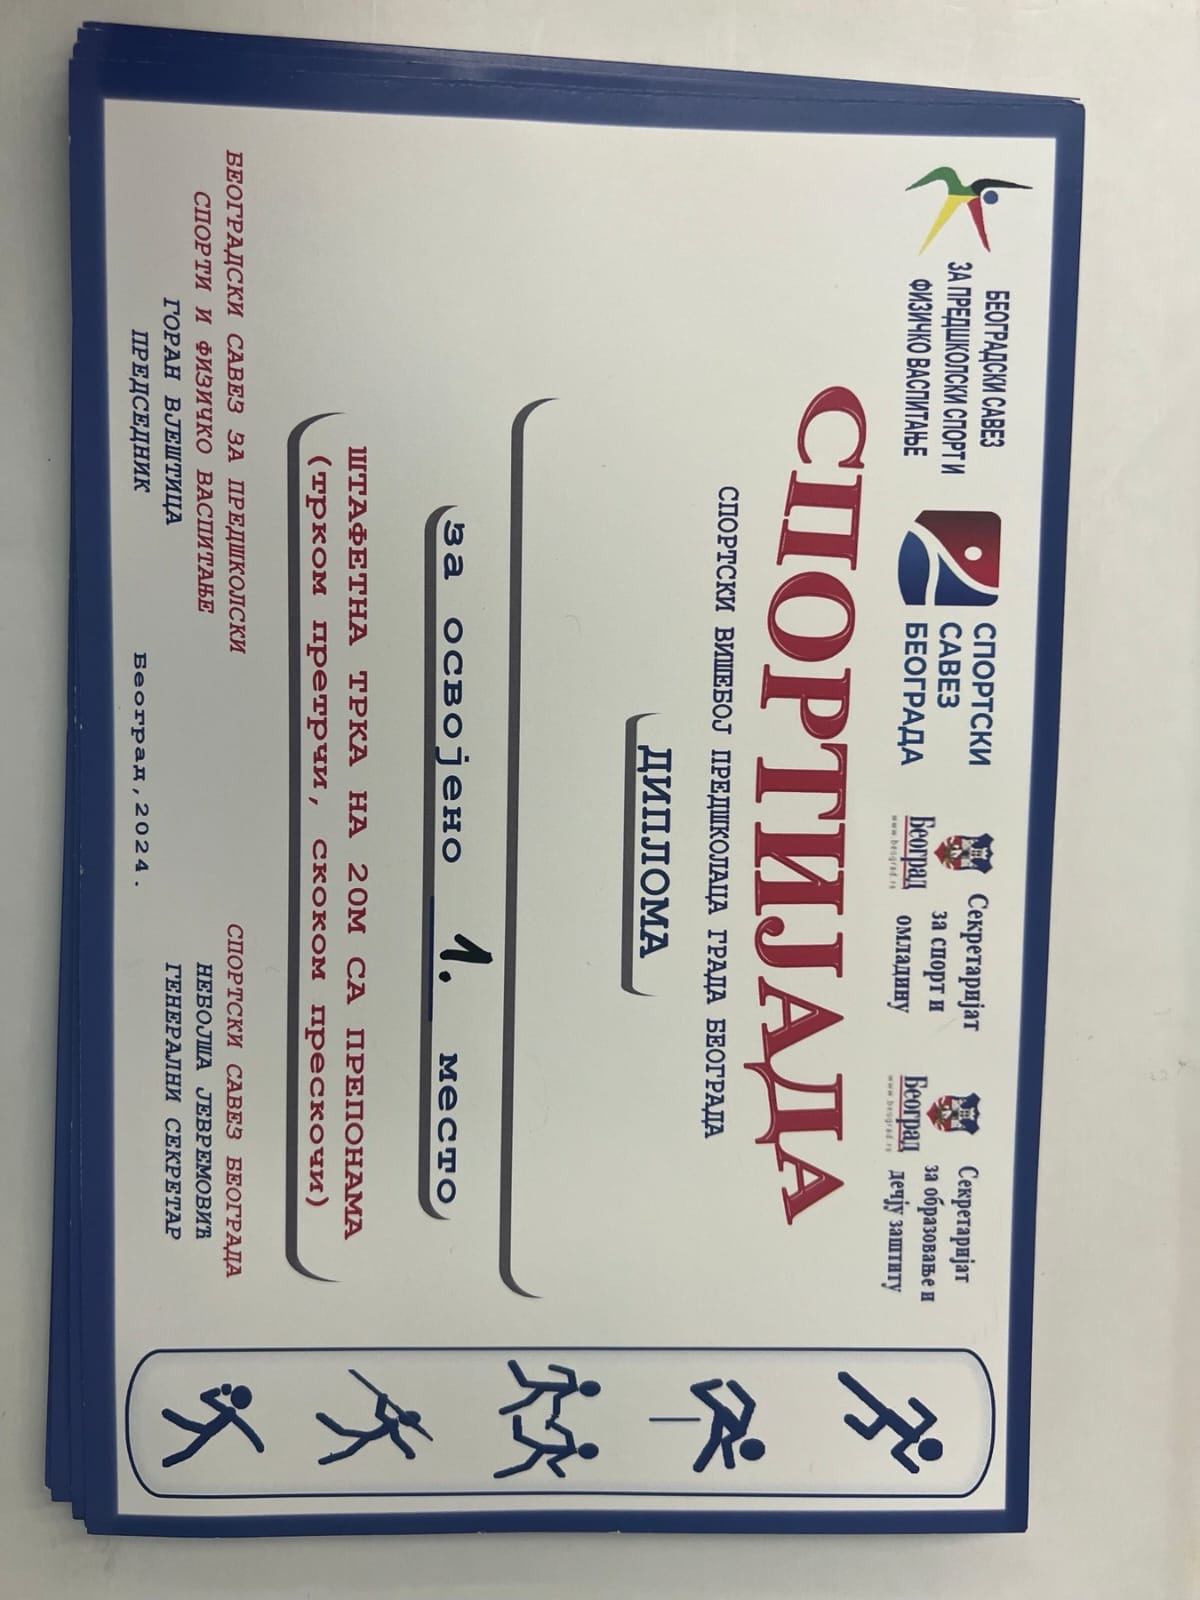 БЕОГРАДСКИ САВЕЗ
ЗА ПРЕДШКОЛСКИ СПОРТ И
ФИЗИЧКО ВАСПИТАЊЕ
СПОРТСКИ
САВЕЗ
БЕОГРАДА
Београд
www.beograd.rs
Секретаријат
за спорт и
омладину
Београд
www.beograd.rs
Секретаријат
за образовање и
дечју заштиту
СПОРТИЈАДА
СПОРТСКИ ВИШЕБОЈ ПРЕДШКОЛАЦА ГРАДА БЕОГРАДА
ДИПЛОМА
за освојено 1. место
ШТАФЕТНА ТРКА НА 20М СА ПРЕПОНАМА
(трком претрчи, скоком прескочи)
БЕОГРАДСКИ САВЕЗ ЗА ПРЕДШКОЛСКИ
СПОРТИ И ФИЗИЧКО ВАСПИТАЊЕ
ГОРАН ВЈЕШТИЦА
ПРЕДСЕДНИК
Београд,2024.
СПОРТСКИ САВЕЗ БЕОГРАДА
НЕБОЈША ЈЕВРЕМОВИЋ
ГЕНЕРАЛНИ СЕКРЕТАР